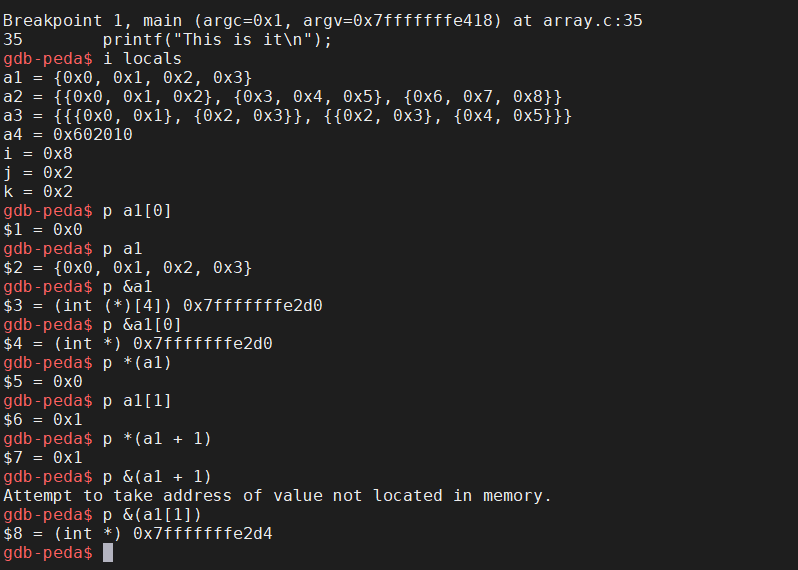 Breakpoint 1, main (argc=0x1, argv=0x7fffffffe418) at array.c:35
35 printf("This is it\n");
gdb-peda$ i locals
a1 = {0x0, 0x1, 0x2, 0x3}
a2 = {{0x0, 0x1, 0x2}, {0x3, 0x4, 0x5}, {0x6, 0x7, 0x8}}
a3 = {{{0x0, 0x1}, {0x2, 0x3}}, {{0x2, 0x3}, {0x4, 0x5}}}
a4 = 0x602010
i = 0x8
j = 0x2
k = 0x2
gdb-peda$ p a1[0]
$1 = 0x0
gdb-peda$ p a1
$2 = {0x0, 0x1, 0x2, 0x3}
gdb-peda$ p &a1
$3 = (int (*)[4]) 0x7fffffffe2d0
gdb-peda$ p &a1[0]
$4 = (int *) 0x7fffffffe2d0
gdb-peda$ p *(a1)
$5 = 0x0
gdb-peda$ p a1[1]
$6 = 0x1
gdb-peda$ p *(a1 + 1)
$7 = 0x1
gdb-peda$ p &(a1 + 1)
Attempt to take address of value not located in memory.
gdb-peda$ p &(a1[1])
$8 = (int *) 0x7fffffffe2d4
gdb-peda$